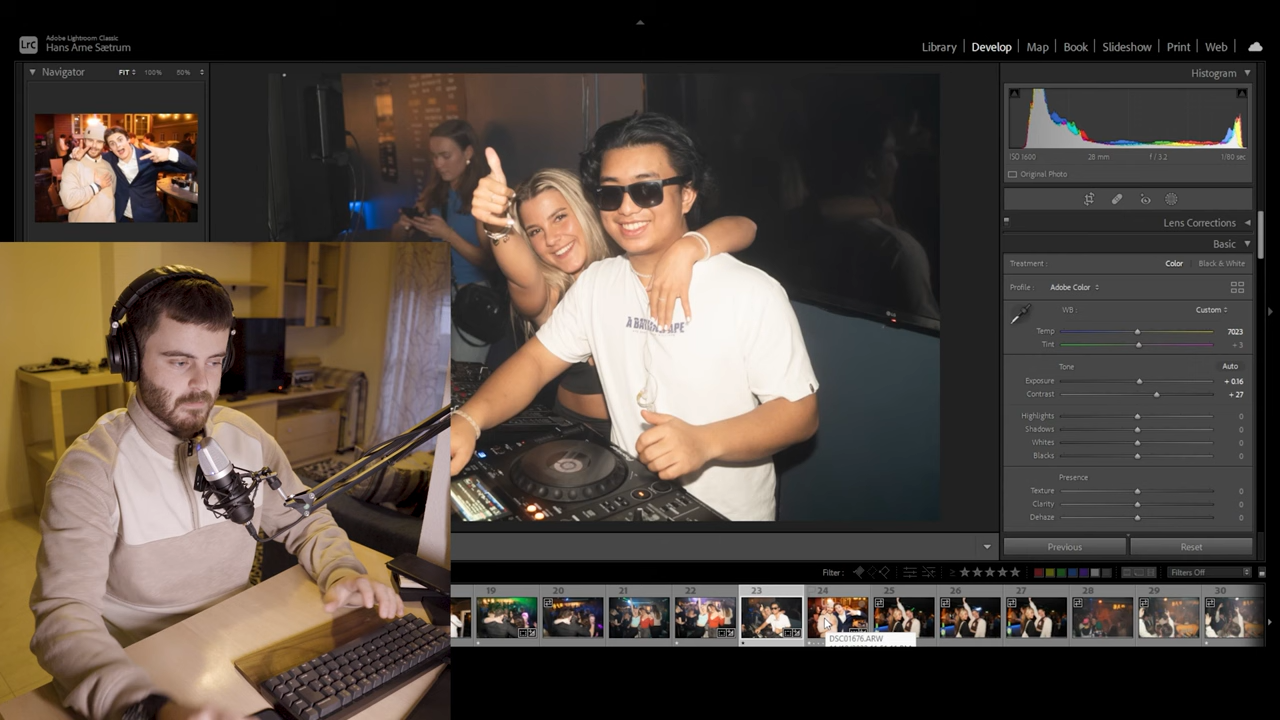 LrC
Adobe Lightroom Classic
Hans Arne Sætrum
Library | Develop | Map | Book | Slideshow | Print | Web
Navigator FIT 100% 50%
Histogram
ISO 1600 28 mm f / 3.2 1/80 sec
Original Photo
Lens Corrections
Basic
Treatment : Color Black & White
Profile : Adobe Color
WB : Custom
Temp 7023
Tint + 3
Tone Auto
Exposure + 0.16
Contrast + 27
Highlights 0
Shadows 0
Whites 0
Blacks 0
Presence
Texture 0
Clarity 0
Dehaze 0
Previous Reset
Filter : Filters Off
19 20 21 22 23 24 25 26 27 28 29 30
DSC01676.ARW